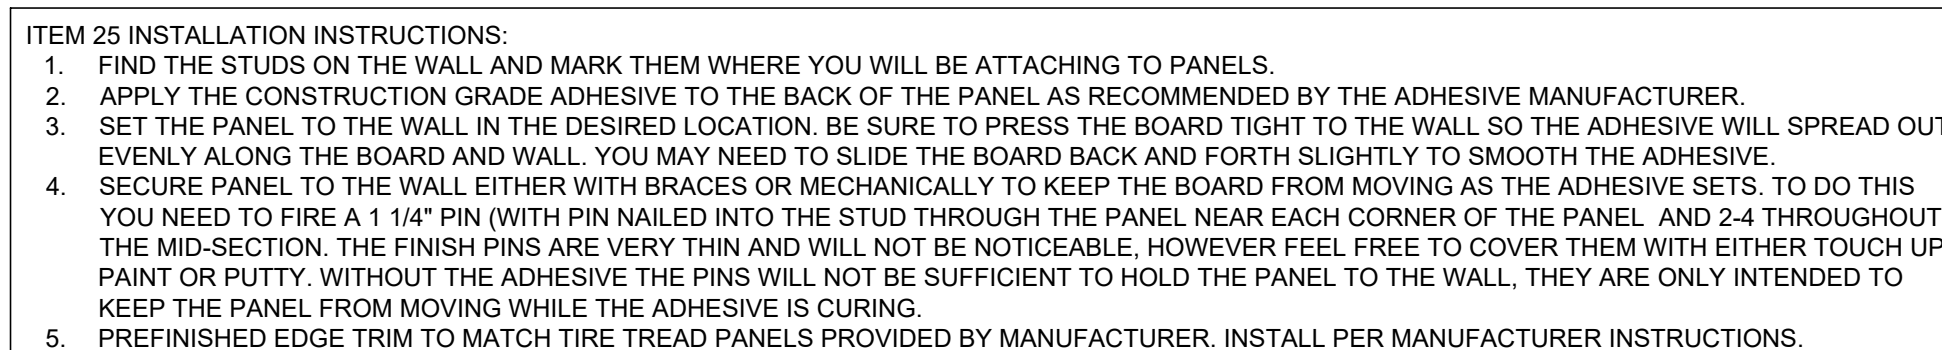 ITEM 25 INSTALLATION INSTRUCTIONS:
1. FIND THE STUDS ON THE WALL AND MARK THEM WHERE YOU WILL BE ATTACHING TO PANELS.
2. APPLY THE CONSTRUCTION GRADE ADHESIVE TO THE BACK OF THE PANEL AS RECOMMENDED BY THE ADHESIVE MANUFACTURER.
3. SET THE PANEL TO THE WALL IN THE DESIRED LOCATION. BE SURE TO PRESS THE BOARD TIGHT TO THE WALL SO THE ADHESIVE WILL SPREAD OUT
EVENLY ALONG THE BOARD AND WALL. YOU MAY NEED TO SLIDE THE BOARD BACK AND FORTH SLIGHTLY TO SMOOTH THE ADHESIVE.
4. SECURE PANEL TO THE WALL EITHER WITH BRACES OR MECHANICALLY TO KEEP THE BOARD FROM MOVING AS THE ADHESIVE SETS. TO DO THIS
YOU NEED TO FIRE A 1 1/4" PIN (WITH PIN NAILED INTO THE STUD THROUGH THE PANEL NEAR EACH CORNER OF THE PANEL AND 2-4 THROUGHOUT
THE MID-SECTION. THE FINISH PINS ARE VERY THIN AND WILL NOT BE NOTICEABLE, HOWEVER FEEL FREE TO COVER THEM WITH EITHER TOUCH UP
PAINT OR PUTTY. WITHOUT THE ADHESIVE THE PINS WILL NOT BE SUFFICIENT TO HOLD THE PANEL TO THE WALL, THEY ARE ONLY INTENDED TO
KEEP THE PANEL FROM MOVING WHILE THE ADHESIVE IS CURING.
5. PREFINISHED EDGE TRIM TO MATCH TIRE TREAD PANELS PROVIDED BY MANUFACTURER. INSTALL PER MANUFACTURER INSTRUCTIONS.